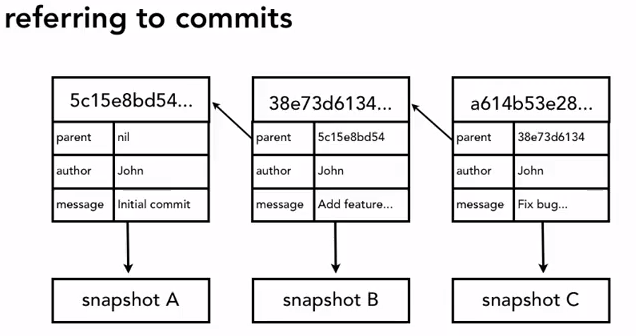 referring to commits
5c15e8bd54...
parent nil
author John
message Initial commit
38e73d6134...
parent 5c15e8bd54
author John
message Add feature...
a614b53e28...
parent 38e73d6134
author John
message Fix bug...
snapshot A
snapshot B
snapshot C